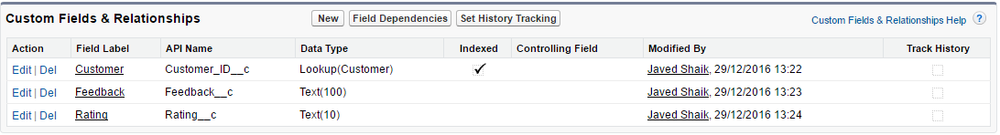 Custom Fields & Relationships New Field Dependencies Set History Tracking Custom Fields & Relationships Help ?
Action Field Label API Name Data Type Indexed Controlling Field Modified By Track History
Edit | Del Customer Customer_ID__c Lookup(Customer) Javed Shaik, 29/12/2016 13:22
Edit | Del Feedback Feedback__c Text(100) Javed Shaik, 29/12/2016 13:23
Edit | Del Rating Rating__c Text(10) Javed Shaik, 29/12/2016 13:24